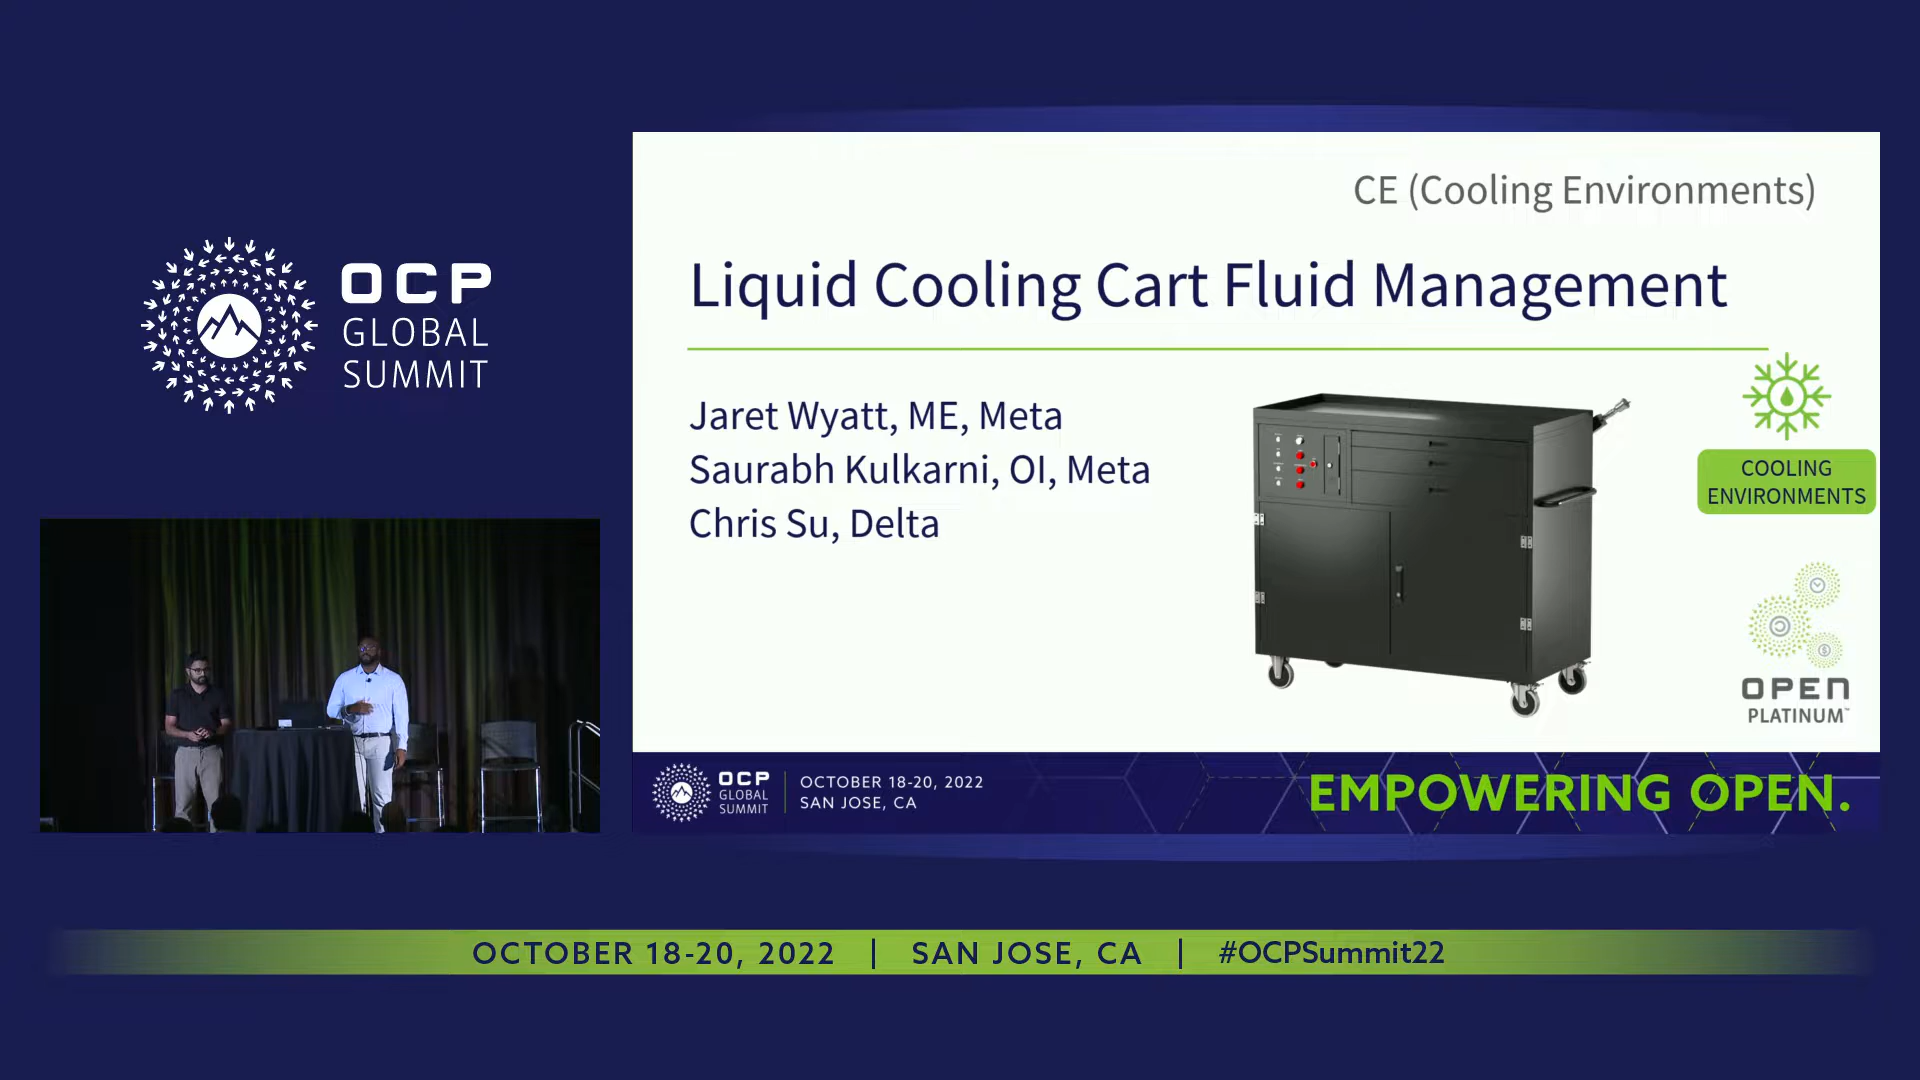 OCP
GLOBAL
SUMMIT
CE (Cooling Environments)
Liquid Cooling Cart Fluid Management
Jaret Wyatt, ME, Meta
Saurabh Kulkarni, OI, Meta
Chris Su, Delta
COOLING
ENVIRONMENTS
OPEN
PLATINUM™
OCP
GLOBAL
SUMMIT
OCTOBER 18-20, 2022
SAN JOSE, CA
EMPOWERING OPEN.
OCTOBER 18-20, 2022 | SAN JOSE, CA | #OCPSummit22